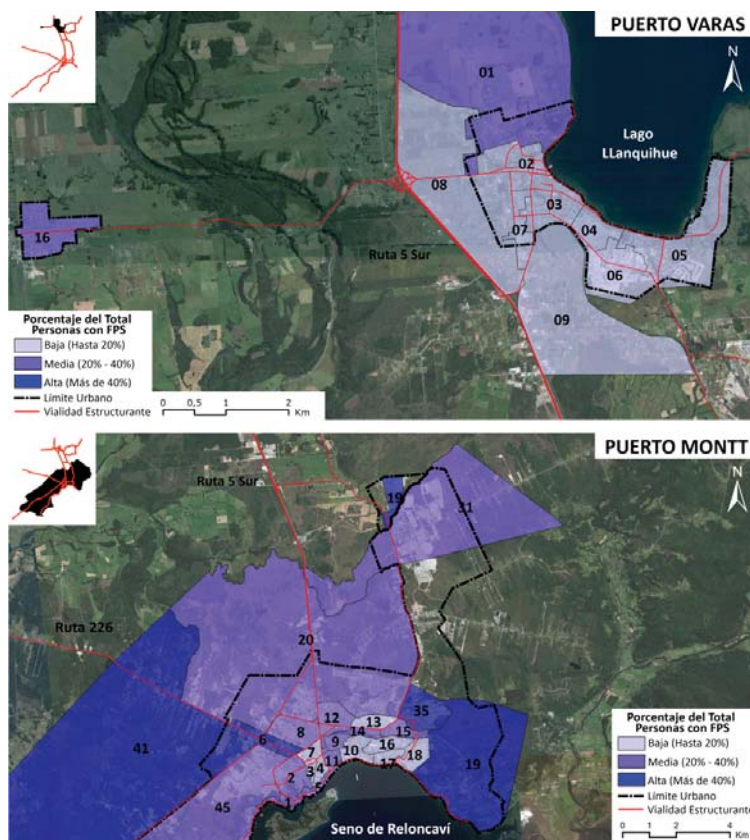 PUERTO VARAS
N
01
Lago
LLanquihue
02
08
03
16
07
04
05
Ruta 5 Sur
06
09
Porcentaje del Total
Personas con FPS
Baja (Hasta 20%)
Media (20% - 40%)
Alta (Más de 40%)
Límite Urbano
Vialidad Estructurante
0 0,5 1 2
Km
PUERTO MONTT
N
Ruta 5 Sur
19
21
Ruta 226
20
35
12 13
14 15
6 8
9
16
41
7
10
18
11
17
19
2
3 4
45
5
1
Seno de Reloncaví
Porcentaje del Total
Personas con FPS
Baja (Hasta 20%)
Media (20% - 40%)
Alta (Más de 40%)
Límite Urbano
Vialidad Estructurante
0 1 2 4
Km